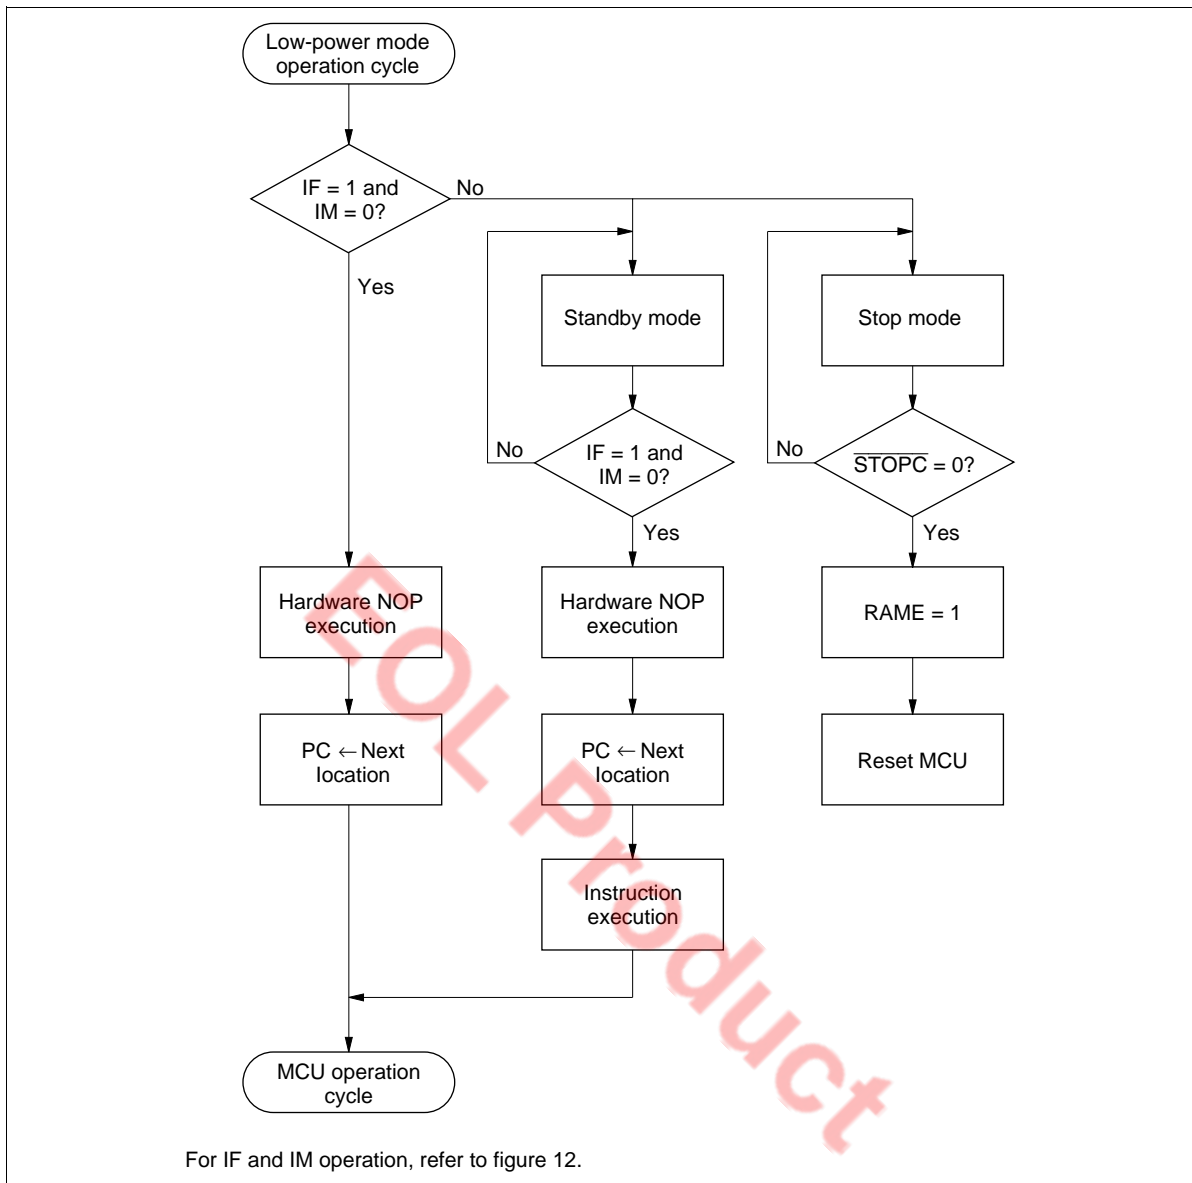 Low-power mode
operation cycle
IF = 1 and
IM = 0?
No
Yes
Standby mode
Stop mode
No
IF = 1 and
IM = 0?
Yes
No
STOPC = 0?
Yes
Hardware NOP
execution
Hardware NOP
execution
RAME = 1
PC ← Next
location
PC ← Next
location
Reset MCU
Instruction
execution
MCU operation
cycle
For IF and IM operation, refer to figure 12.
EOL Product